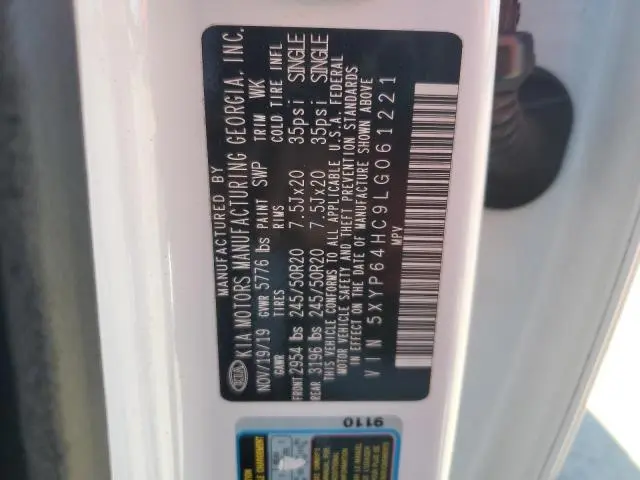 MANUFACTURED BY
KIA MOTORS MANUFACTURING GEORGIA, INC.
NOV/19/19 GVWR 5776 lbs PAINT SWP TRIM WK
GAWR TIRES RIMS COLD TIRE INFL
FRONT 2954 lbs 245/50R20 7.5Jx20 35psi SINGLE
REAR 3196 lbs 245/50R20 7.5Jx20 35psi SINGLE
THIS VEHICLE CONFORMS TO ALL APPLICABLE U.S.A. FEDERAL
MOTOR VEHICLE SAFETY AND THEFT PREVENTION STANDARDS
IN EFFECT ON THE DATE OF MANUFACTURE SHOWN ABOVE
VIN 5XYP64HC9LG061221
MPV
KIA
9110